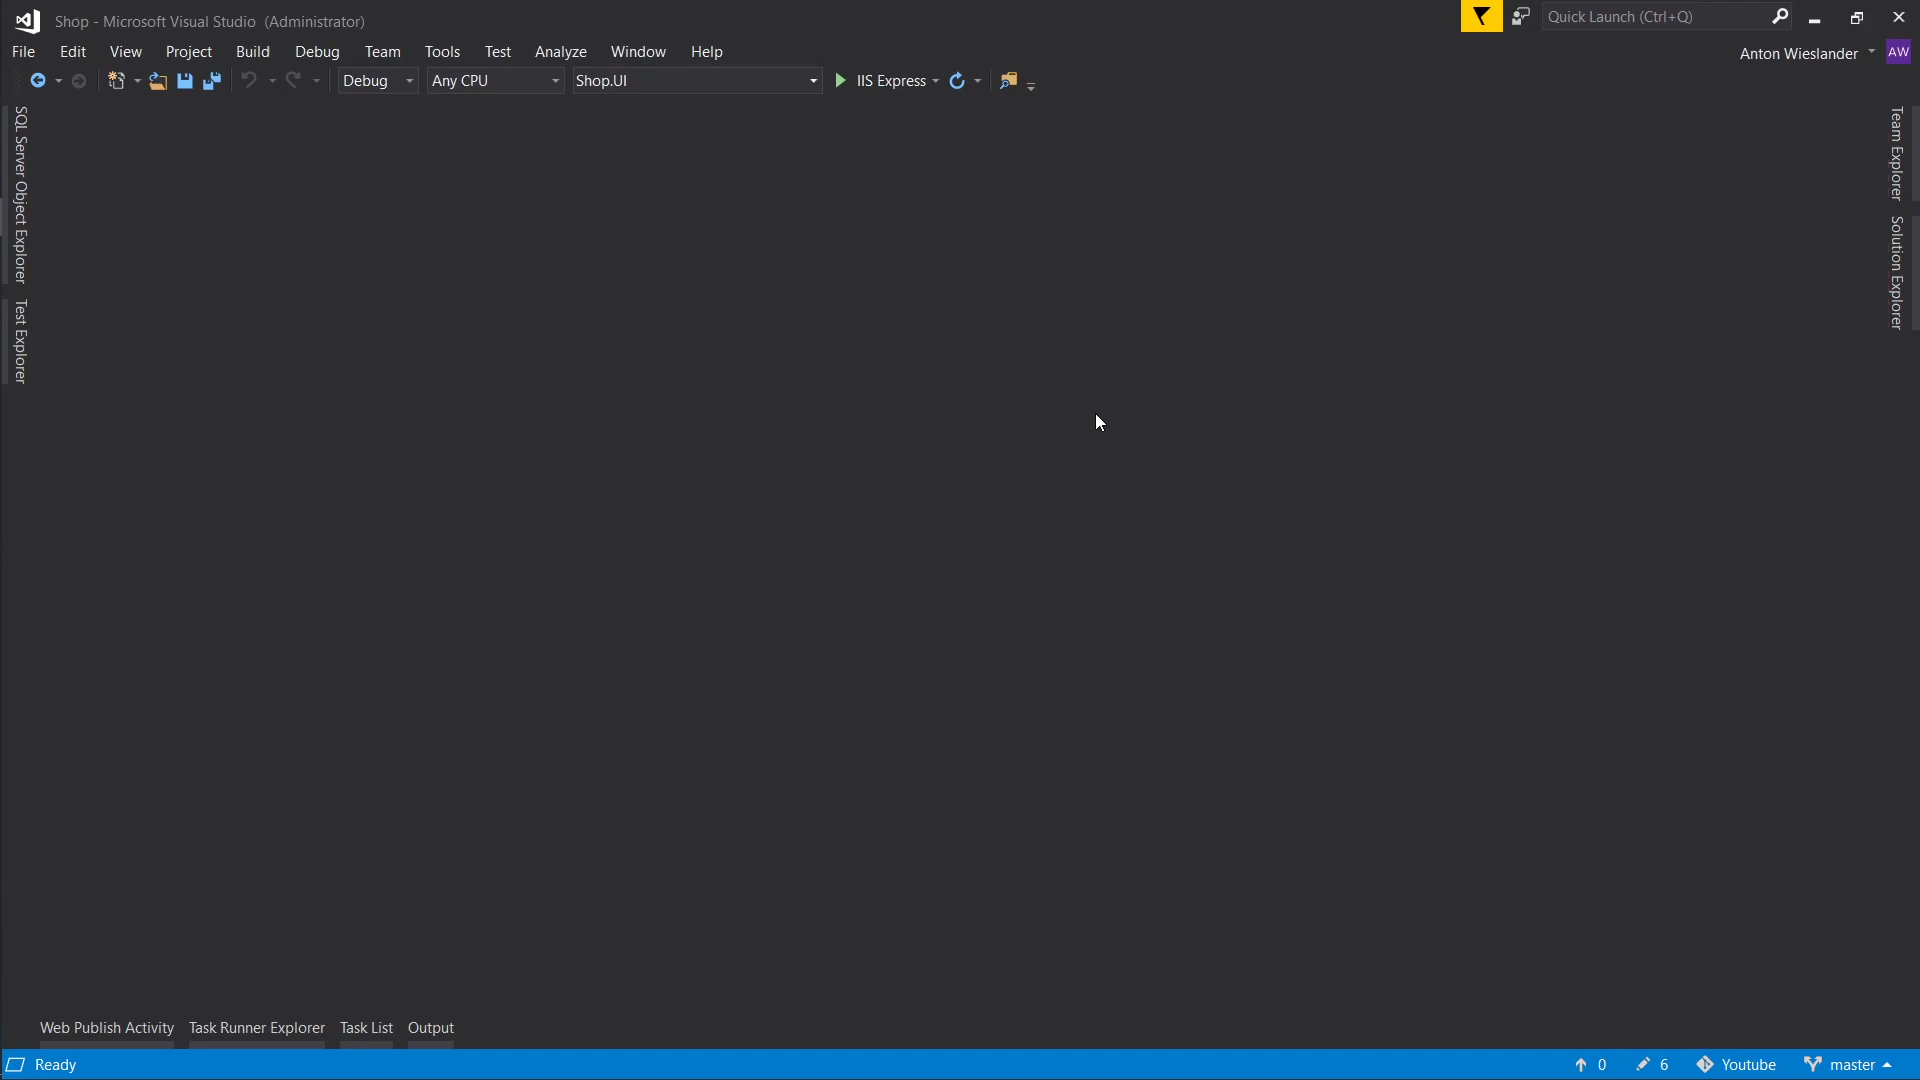 Shop - Microsoft Visual Studio (Administrator)
Quick Launch (Ctrl+Q)
File Edit View Project Build Debug Team Tools Test Analyze Window Help
Anton Wieslander AW
Debug Any CPU Shop.UI IIS Express
SQL Server Object Explorer
Test Explorer
Team Explorer
Solution Explorer
Web Publish Activity Task Runner Explorer Task List Output
Ready 0 6 Youtube master